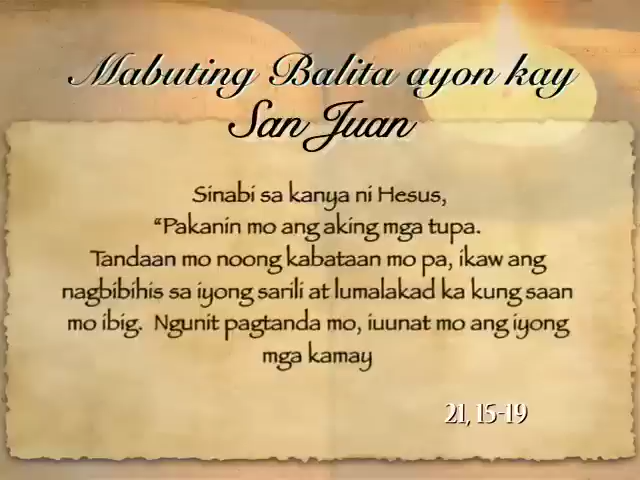 Mabuting Balita ayon kay
San Juan
Sinabi sa kanya ni Hesus,
“Pakanin mo ang aking mga tupa.
Tandaan mo noong kabataan mo pa, ikaw ang
nagbibihis sa iyong sarili at lumalakad ka kung saan
mo ibig. Ngunit pagtanda mo, iuunat mo ang iyong
mga kamay
21, 15-19